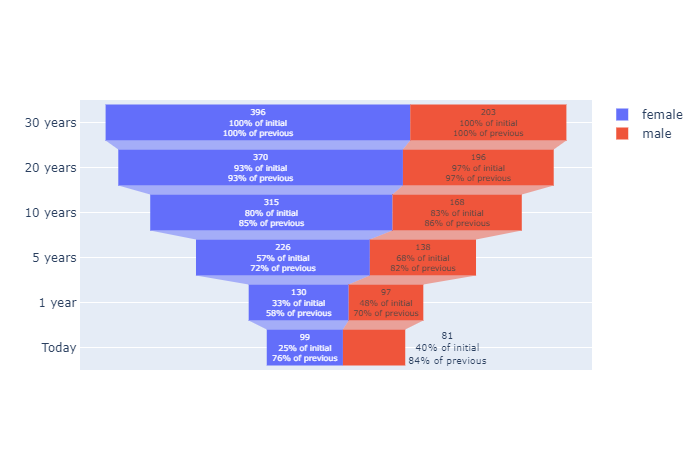 30 years
396
100% of initial
100% of previous
203
100% of initial
100% of previous
20 years
370
93% of initial
93% of previous
196
97% of initial
97% of previous
10 years
315
80% of initial
85% of previous
168
83% of initial
86% of previous
5 years
226
57% of initial
72% of previous
138
68% of initial
82% of previous
1 year
130
33% of initial
58% of previous
97
48% of initial
70% of previous
Today
99
25% of initial
76% of previous
81
40% of initial
84% of previous
female
male